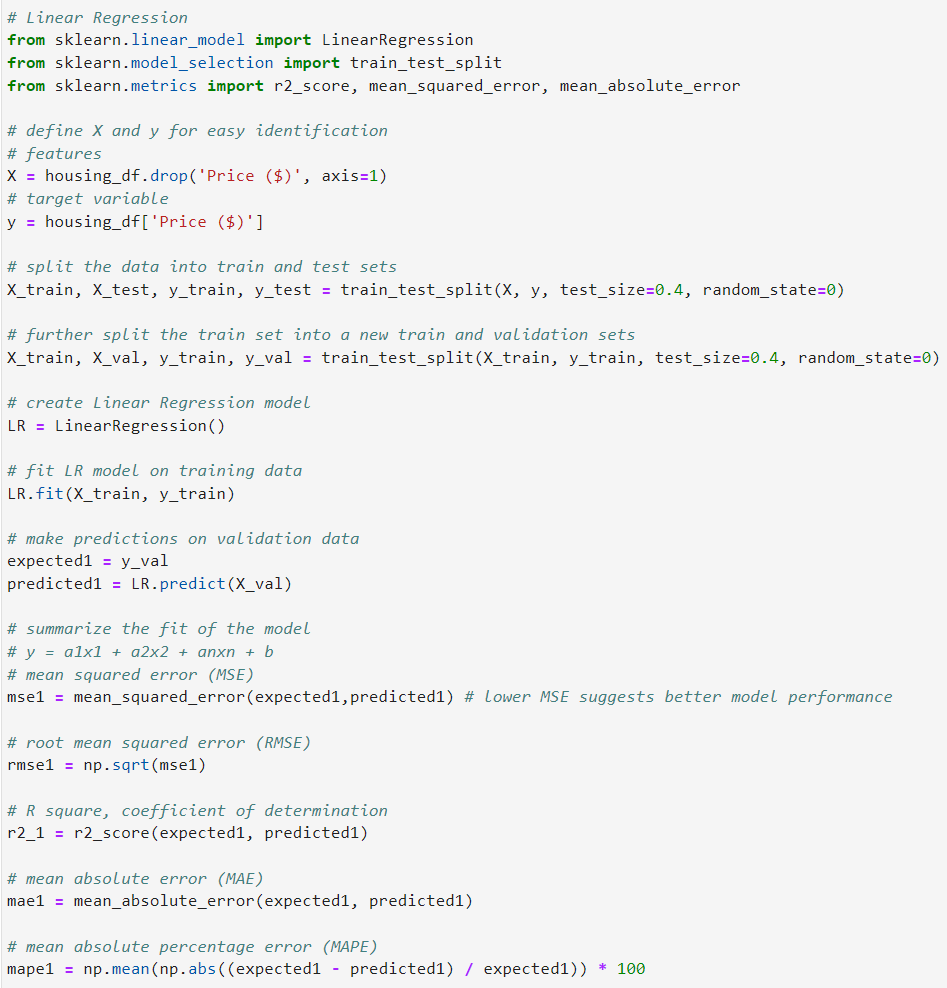 # Linear Regression
from sklearn.linear_model import LinearRegression
from sklearn.model_selection import train_test_split
from sklearn.metrics import r2_score, mean_squared_error, mean_absolute_error
# define X and y for easy identification
# features
X = housing_df.drop('Price ($)', axis=1)
# target variable
y = housing_df['Price ($)']
# split the data into train and test sets
X_train, X_test, y_train, y_test = train_test_split(X, y, test_size=0.4, random_state=0)
# further split the train set into a new train and validation sets
X_train, X_val, y_train, y_val = train_test_split(X_train, y_train, test_size=0.4, random_state=0)
# create Linear Regression model
LR = LinearRegression()
# fit LR model on training data
LR.fit(X_train, y_train)
# make predictions on validation data
expected1 = y_val
predicted1 = LR.predict(X_val)
# summarize the fit of the model
# y = a1x1 + a2x2 + anxn + b
# mean squared error (MSE)
mse1 = mean_squared_error(expected1,predicted1) # lower MSE suggests better model performance
# root mean squared error (RMSE)
rmse1 = np.sqrt(mse1)
# R square, coefficient of determination
r2_1 = r2_score(expected1, predicted1)
# mean absolute error (MAE)
mae1 = mean_absolute_error(expected1, predicted1)
# mean absolute percentage error (MAPE)
mape1 = np.mean(np.abs((expected1 - predicted1) / expected1)) * 100